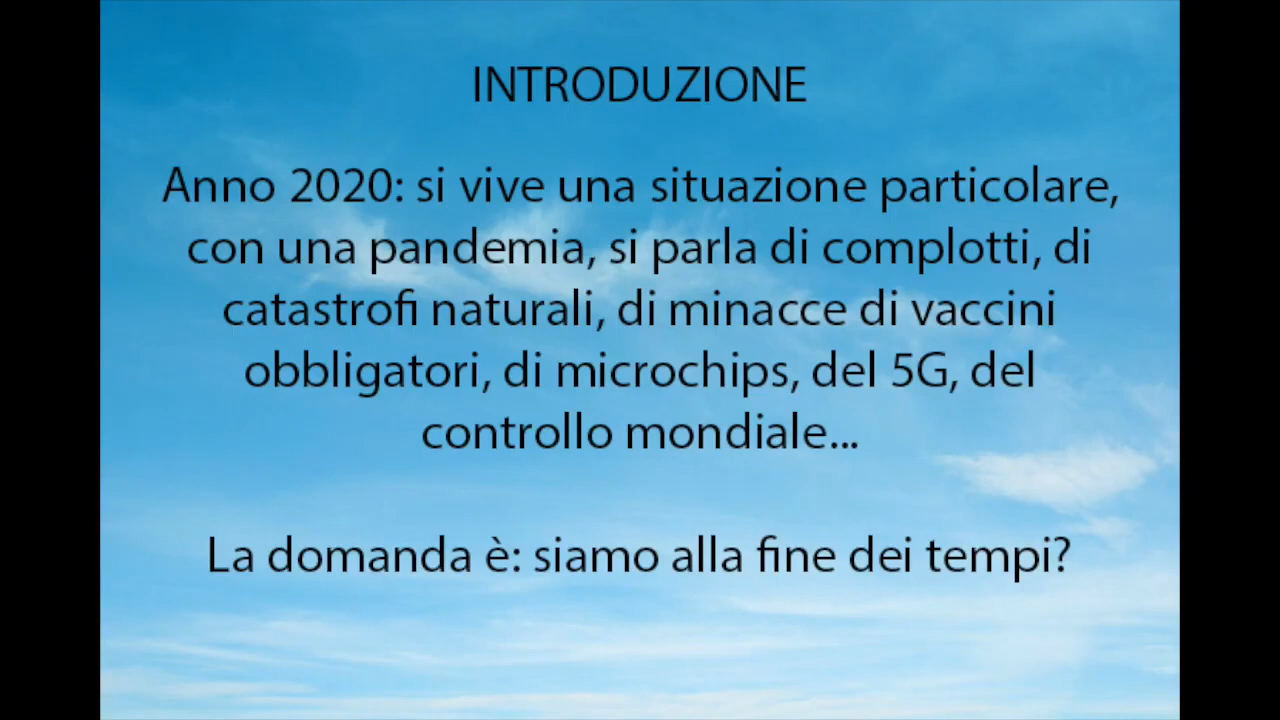 INTRODUZIONE
Anno 2020: si vive una situazione particolare,
con una pandemia, si parla di complotti, di
catastrofi naturali, di minacce di vaccini
obbligatori, di microchips, del 5G, del
controllo mondiale...
La domanda è: siamo alla fine dei tempi?